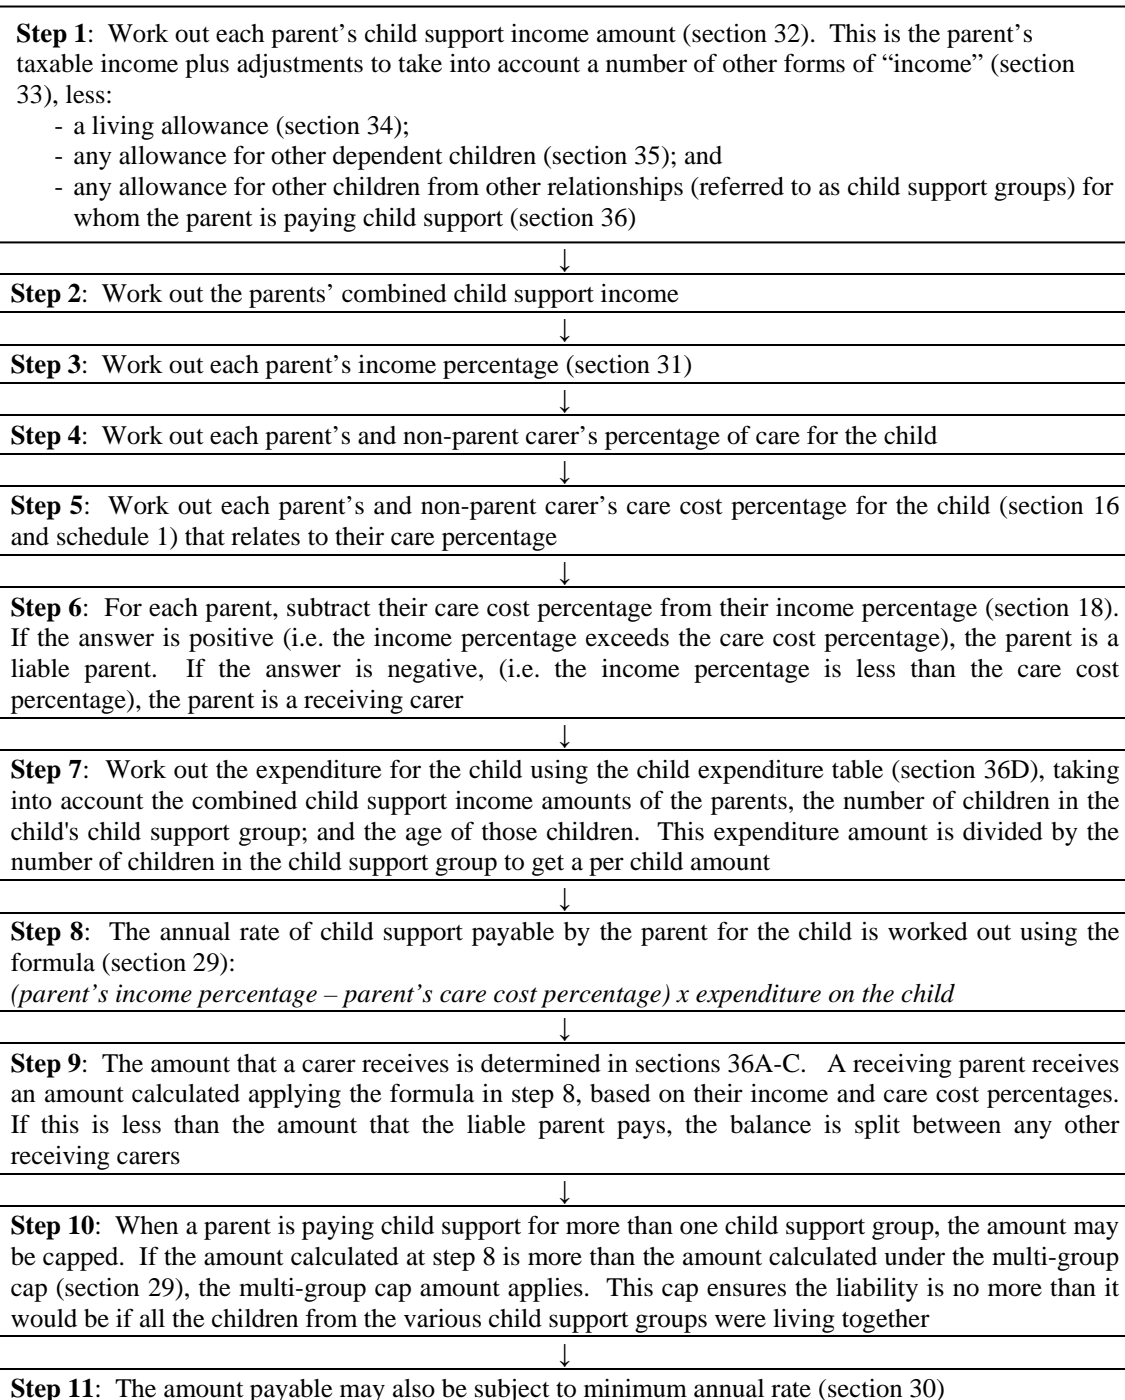 Step 1:  Work out each parent’s child support income amount (section 32).  This is the parent’s
taxable income plus adjustments to take into account a number of other forms of “income” (section
33), less:
- a living allowance (section 34);
- any allowance for other dependent children (section 35); and
- any allowance for other children from other relationships (referred to as child support groups) for
whom the parent is paying child support (section 36)
↓
Step 2:  Work out the parents’ combined child support income
↓
Step 3:  Work out each parent’s income percentage (section 31)
↓
Step 4:  Work out each parent’s and non-parent carer’s percentage of care for the child
↓
Step 5:  Work out each parent’s and non-parent carer’s care cost percentage for the child (section 16
and schedule 1) that relates to their care percentage
↓
Step 6:  For each parent, subtract their care cost percentage from their income percentage (section 18).
If the answer is positive (i.e. the income percentage exceeds the care cost percentage), the parent is a
liable parent.  If the answer is negative, (i.e. the income percentage is less than the care cost
percentage), the parent is a receiving carer
↓
Step 7:  Work out the expenditure for the child using the child expenditure table (section 36D), taking
into account the combined child support income amounts of the parents, the number of children in the
child's child support group; and the age of those children.  This expenditure amount is divided by the
number of children in the child support group to get a per child amount
↓
Step 8:  The annual rate of child support payable by the parent for the child is worked out using the
formula (section 29):
(parent’s income percentage – parent’s care cost percentage) x expenditure on the child
↓
Step 9:  The amount that a carer receives is determined in sections 36A-C.  A receiving parent receives
an amount calculated applying the formula in step 8, based on their income and care cost percentages.
If this is less than the amount that the liable parent pays, the balance is split between any other
receiving carers
↓
Step 10:  When a parent is paying child support for more than one child support group, the amount may
be capped.  If the amount calculated at step 8 is more than the amount calculated under the multi-group
cap (section 29), the multi-group cap amount applies.  This cap ensures the liability is no more than it
would be if all the children from the various child support groups were living together
↓
Step 11:  The amount payable may also be subject to minimum annual rate (section 30)